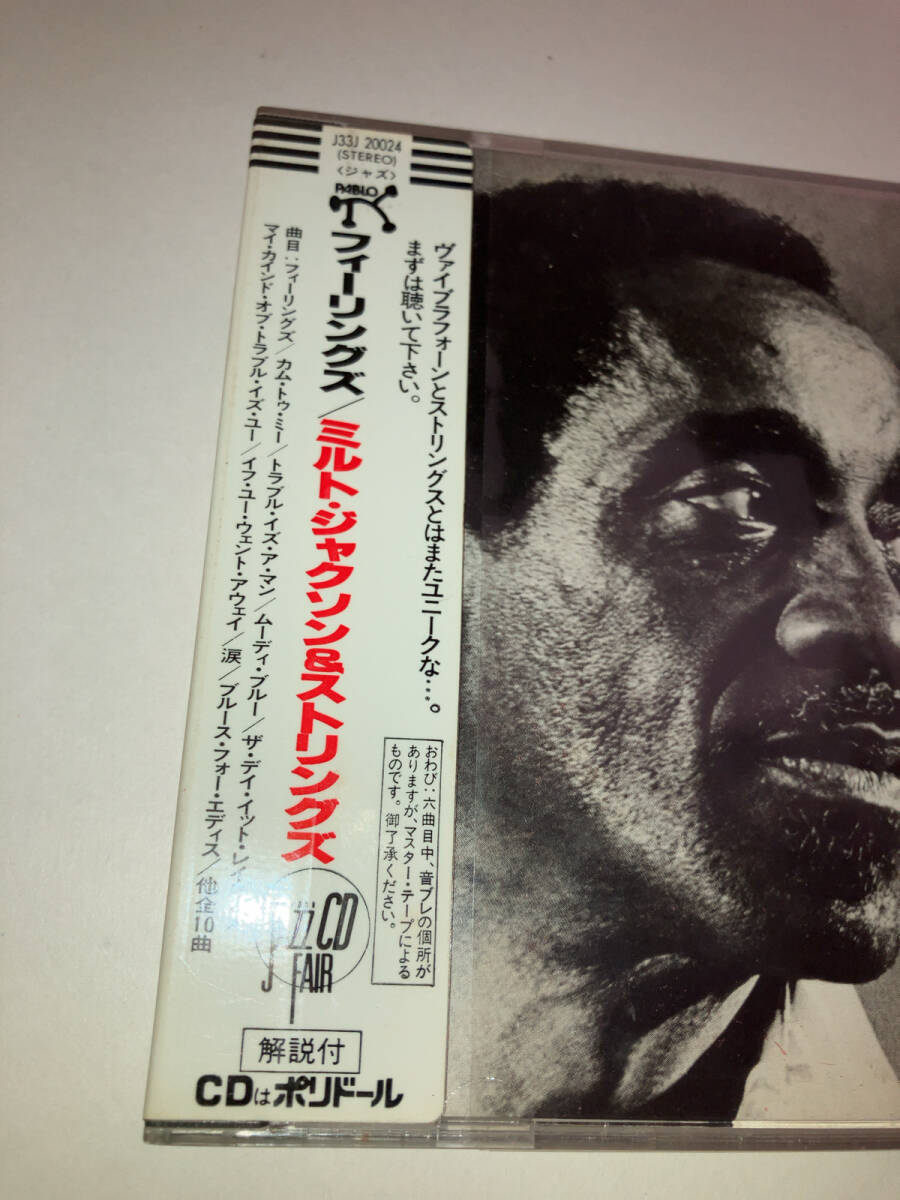 J33J 20024
(STEREO)
〈ジャズ〉
PABLO
ヴァイブラフォーンとストリングスとはまたユニークな…。
まずは聴いて下さい。
フィーリングズ/ミルト・ジャクソン&ストリングズ
曲目:フィーリングズ/カム・トゥ・ミー/トラブル・イズ・ア・マン/ムーディ・ブルー/ザ・デイ・イット・レイ
マイ・カインド・オブ・トラブル・イズ・ユー/イフ・ユー・ウェント・アウェイ/涙/ブルース・フォー・エディス/他全10曲
おわび:六曲目中、音ブレの個所が
ありますが、マスター・テープによる
ものです。御了承ください。
CD
FAIR
解説付
CDはポリドール